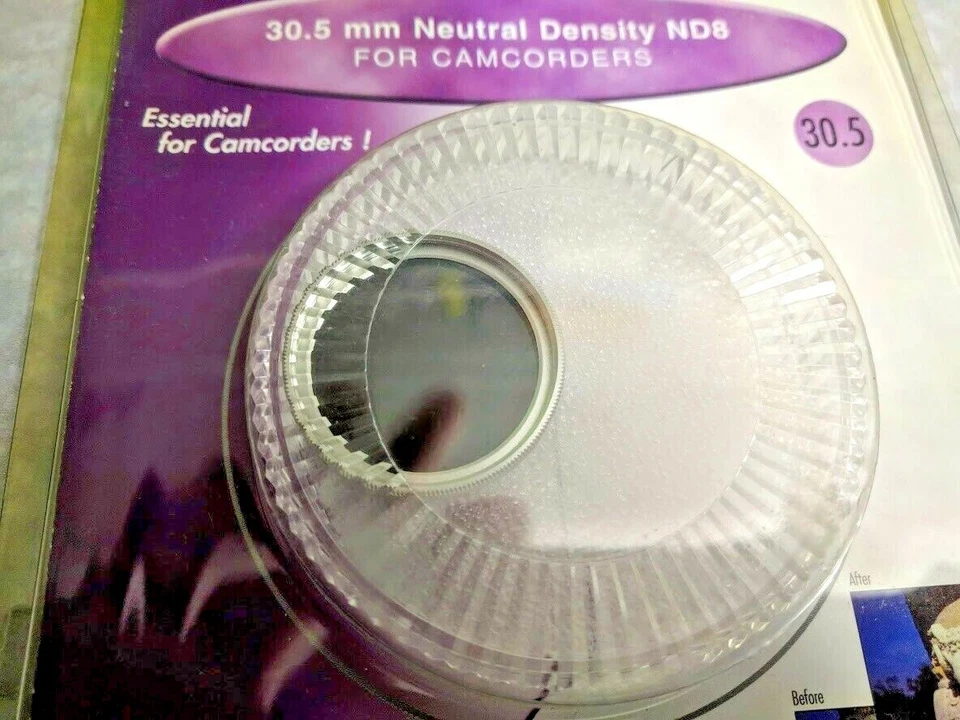 30.5 mm Neutral Density ND8
FOR CAMCORDERS
Essential
for Camcorders !
30.5
After
Before